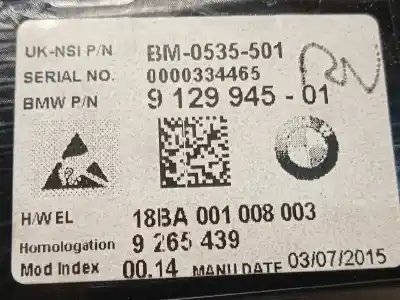 UK-NSI P/N BM-0535-501
SERIAL NO. 0000334465
BMW P/N 9 129 945 - 01
RN
H/W EL 18BA 001 008 003
Homologation 9 265 439
Mod Index 00.14 MANU DATE 03/07/2015